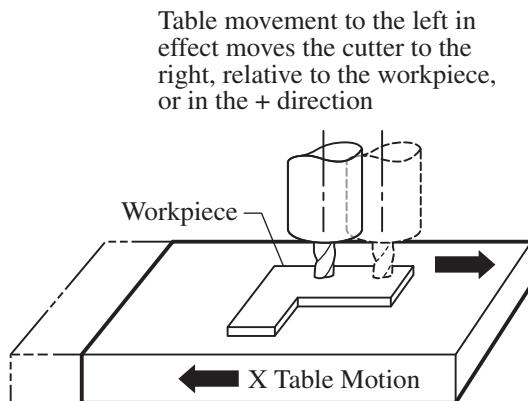 Table movement to the left in
effect moves the cutter to the
right, relative to the workpiece,
or in the + direction
Workpiece
X Table Motion